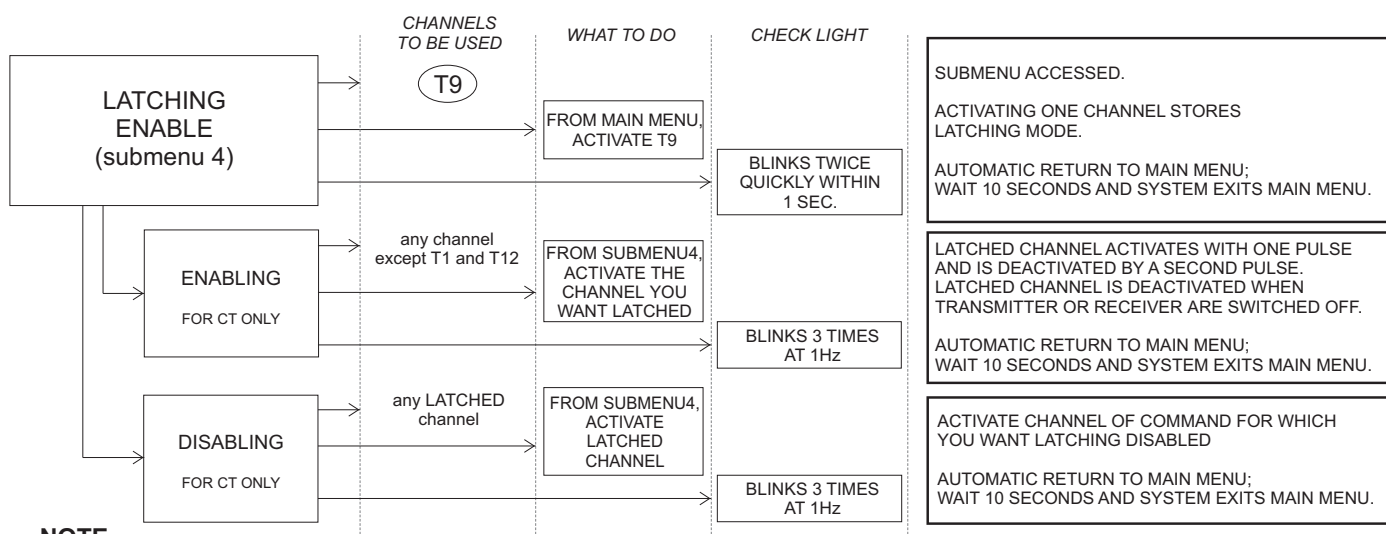 CHANNELS
TO BE USED
WHAT TO DO
CHECK LIGHT
LATCHING
ENABLE
(submenu 4)
T9
FROM MAIN MENU,
ACTIVATE T9
BLINKS TWICE
QUICKLY WITHIN
1 SEC.
SUBMENU ACCESSED.
ACTIVATING ONE CHANNEL STORES
LATCHING MODE.
AUTOMATIC RETURN TO MAIN MENU;
WAIT 10 SECONDS AND SYSTEM EXITS MAIN MENU.
ENABLING
FOR CT ONLY
any channel
except T1 and T12
FROM SUBMENU4,
ACTIVATE THE
CHANNEL YOU
WANT LATCHED
BLINKS 3 TIMES
AT 1Hz
LATCHED CHANNEL ACTIVATES WITH ONE PULSE
AND IS DEACTIVATED BY A SECOND PULSE.
LATCHED CHANNEL IS DEACTIVATED WHEN
TRANSMITTER OR RECEIVER ARE SWITCHED OFF.
AUTOMATIC RETURN TO MAIN MENU;
WAIT 10 SECONDS AND SYSTEM EXITS MAIN MENU.
DISABLING
FOR CT ONLY
any LATCHED
channel
FROM SUBMENU4,
ACTIVATE
LATCHED
CHANNEL
BLINKS 3 TIMES
AT 1Hz
ACTIVATE CHANNEL OF COMMAND FOR WHICH
YOU WANT LATCHING DISABLED
AUTOMATIC RETURN TO MAIN MENU;
WAIT 10 SECONDS AND SYSTEM EXITS MAIN MENU.
NOTE